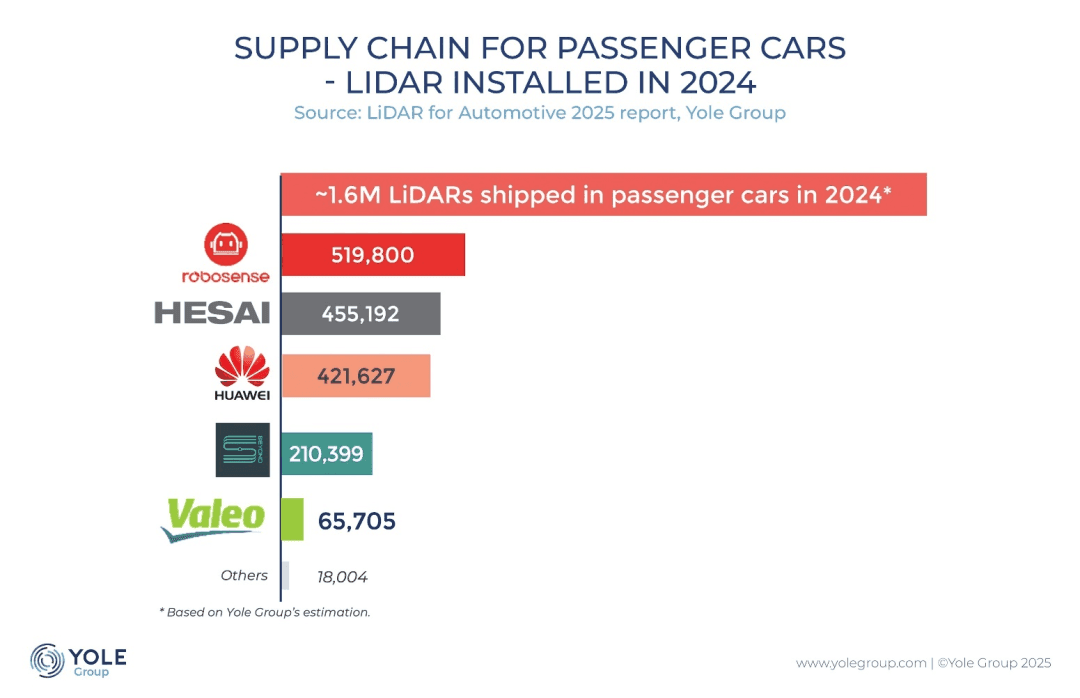 SUPPLY CHAIN FOR PASSENGER CARS
- LIDAR INSTALLED IN 2024
Source: LiDAR for Automotive 2025 report, Yole Group
~1.6M LiDARs shipped in passenger cars in 2024*
robosense
519,800
HESAI
455,192
HUAWEI
421,627
S
BEYOND
210,399
Valeo
65,705
Others
18,004
* Based on Yole Group's estimation.
YOLE
Group
www.yolegroup.com | ©Yole Group 2025